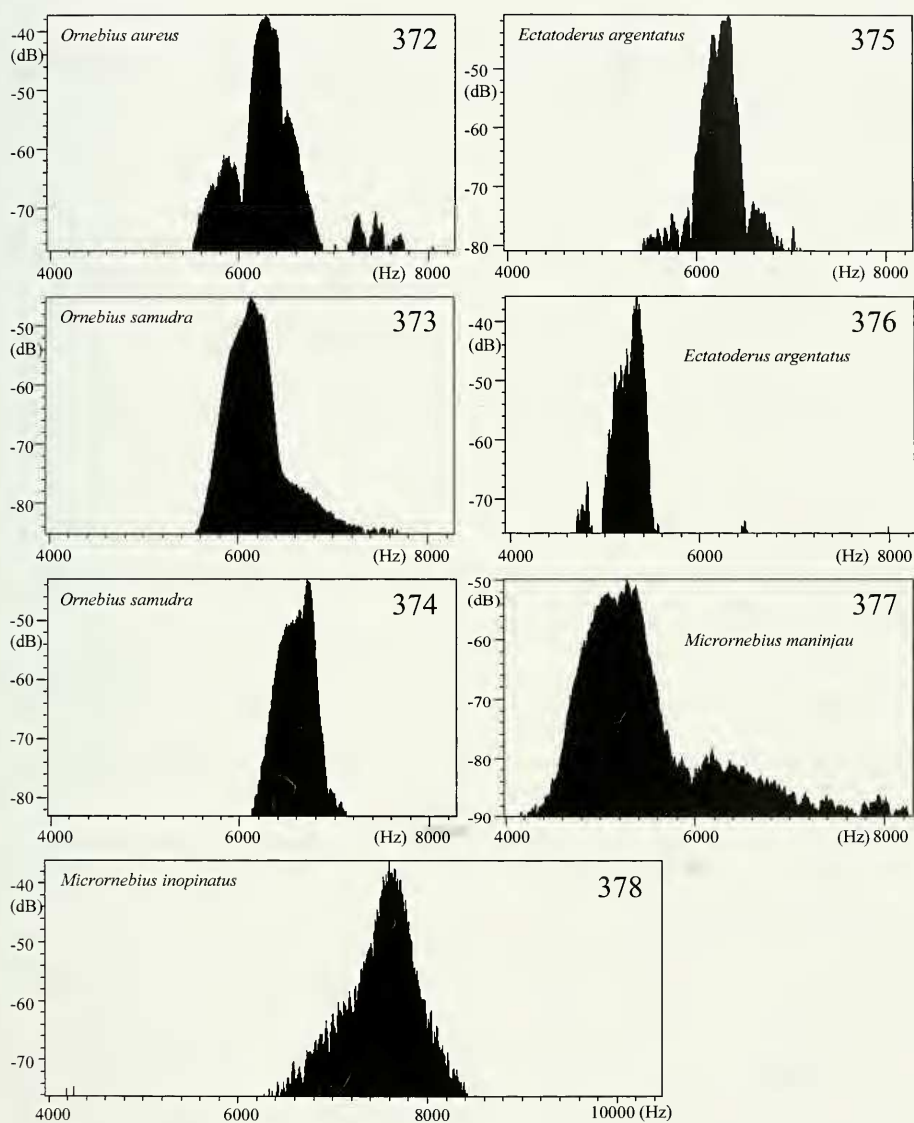 Ornebius aureus
372
-40
(dB)
-50
-60
-70
4000 6000 (Hz) 8000
Ectatoderus argentatus
375
-50
(dB)
-60
-70
-80
4000 6000 (Hz) 8000
Ornebius samudra
373
-50
(dB)
-60
-70
-80
4000 6000 (Hz) 8000
376
-40
(dB)
Ectatoderus argentatus
-50
-60
-70
4000 6000 (Hz) 8000
Ornebius samudra
374
-50
(dB)
-60
-70
-80
4000 6000 (Hz) 8000
-50
(dB)
377
-60
Micrornebius maninjau
-70
-80
-90
4000 6000 (Hz) 8000
Micrornebius inopinatus
378
-40
(dB)
-50
-60
-70
4000 6000 8000 10000 (Hz)